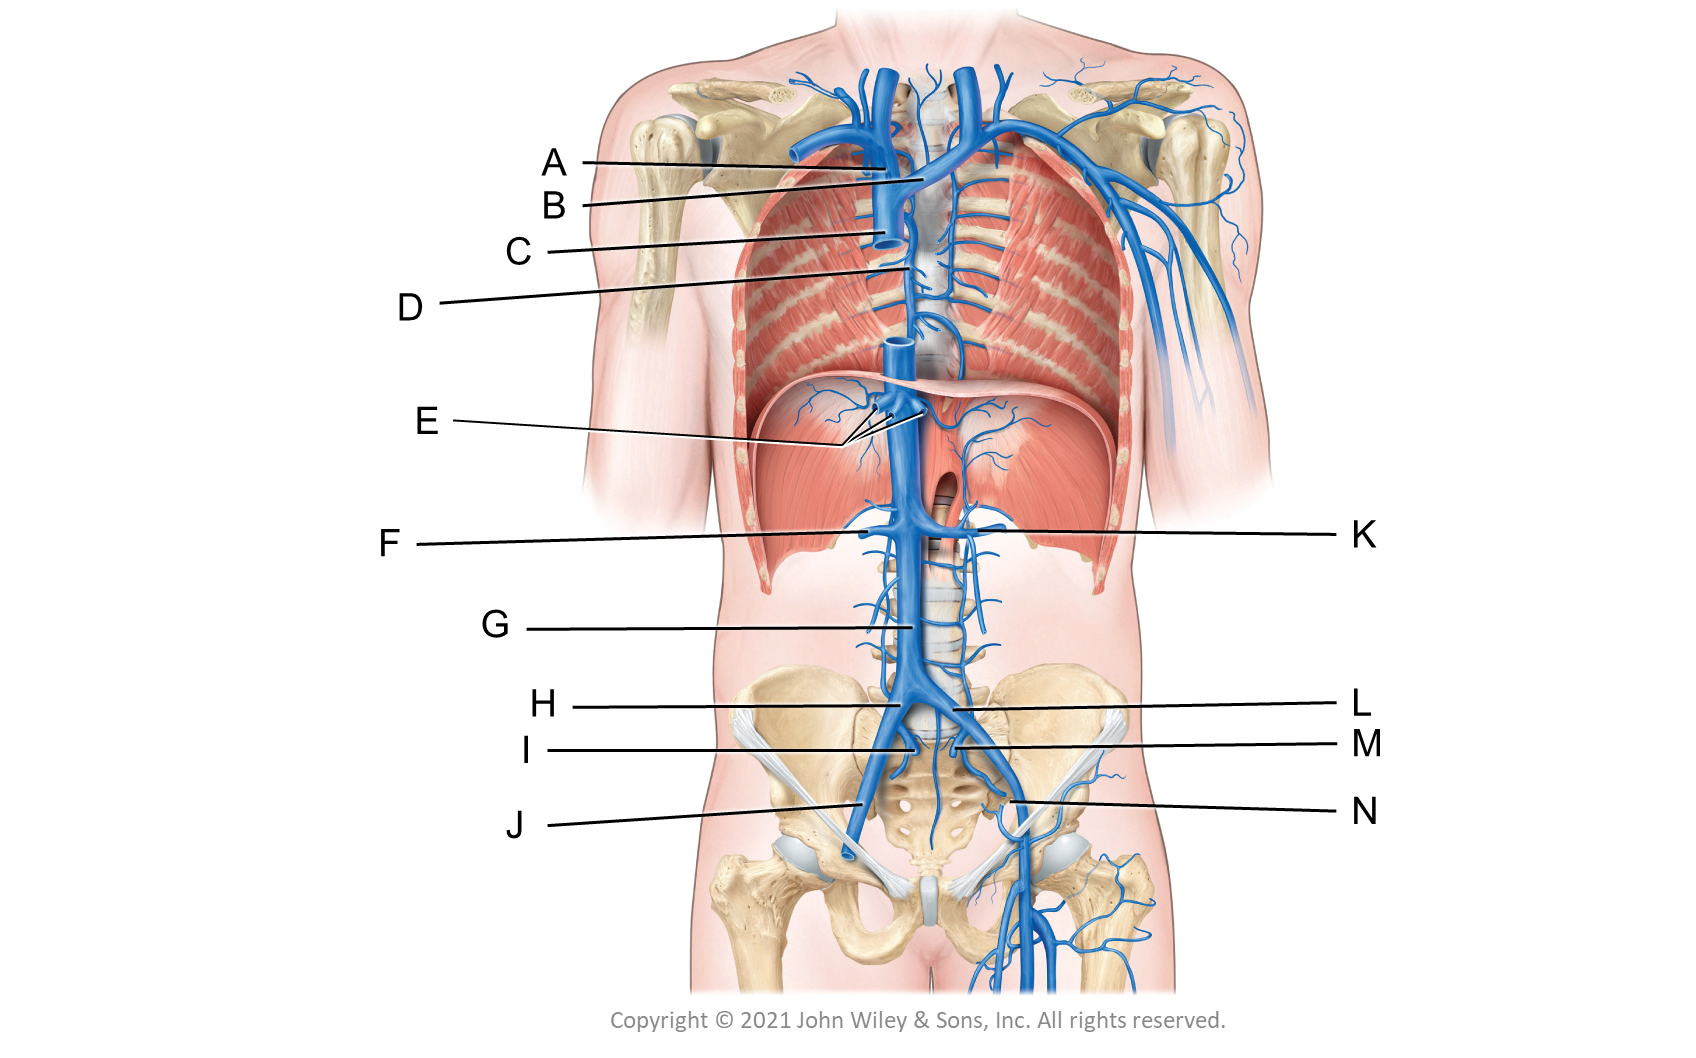 A
B
C
D
E
F
K
G
H
L
I
M
J
N
Copyright © 2021 John Wiley & Sons, Inc. All rights reserved.